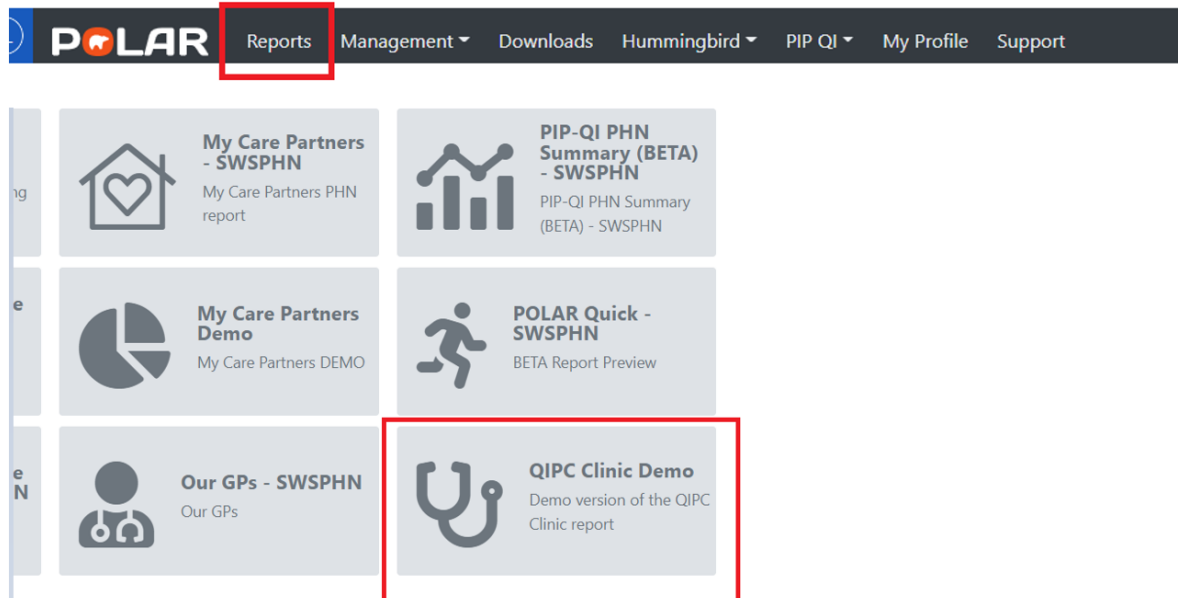 POLAR Reports Management Downloads Hummingbird PIP QI My Profile Support
ng
My Care Partners
- SWSPHN
My Care Partners PHN
report
PIP-QI PHN
Summary (BETA)
- SWSPHN
PIP-QI PHN Summary
(BETA) - SWSPHN
e
My Care Partners
Demo
My Care Partners DEMO
POLAR Quick -
SWSPHN
BETA Report Preview
e
N
Our GPs - SWSPHN
Our GPs
QIPC Clinic Demo
Demo version of the QIPC
Clinic report